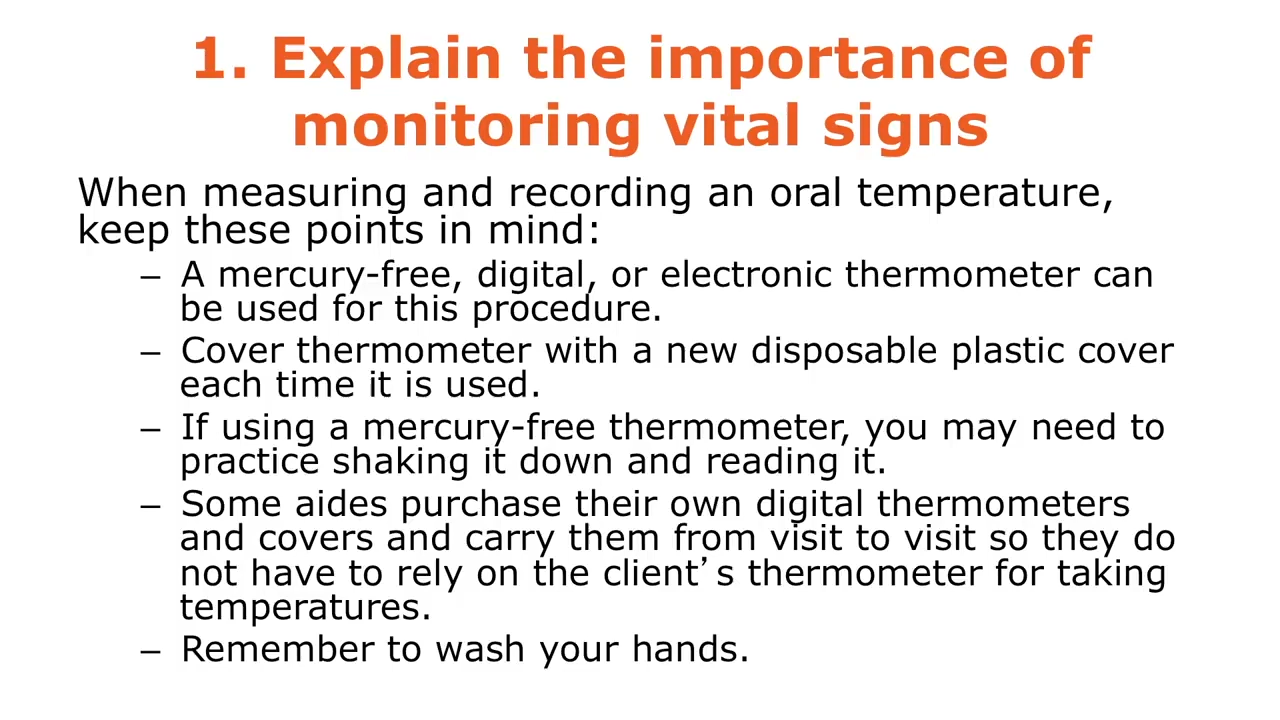 1. Explain the importance of
monitoring vital signs
When measuring and recording an oral temperature,
keep these points in mind:
– A mercury-free, digital, or electronic thermometer can
be used for this procedure.
– Cover thermometer with a new disposable plastic cover
each time it is used.
– If using a mercury-free thermometer, you may need to
practice shaking it down and reading it.
– Some aides purchase their own digital thermometers
and covers and carry them from visit to visit so they do
not have to rely on the client’s thermometer for taking
temperatures.
– Remember to wash your hands.